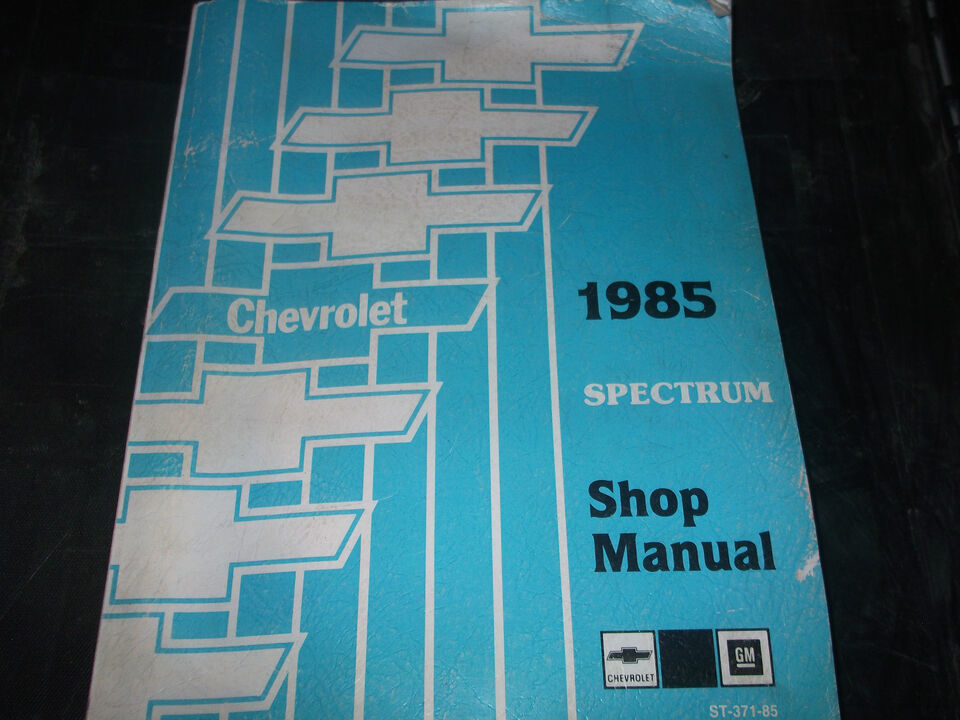 Chevrolet
1985
SPECTRUM
Shop
Manual
CHEVROLET
GM
ST-371-85